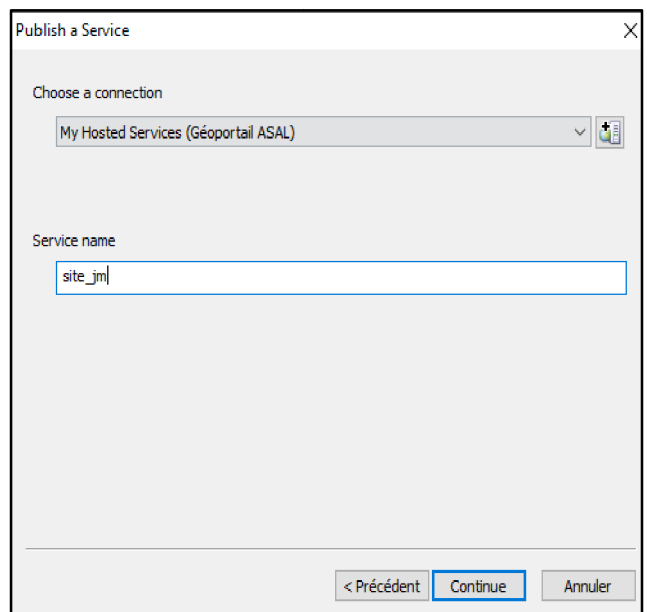 Publish a Service
Choose a connection
My Hosted Services (Géoportail ASAL)
Service name
site_jm
< Précédent Continue Annuler